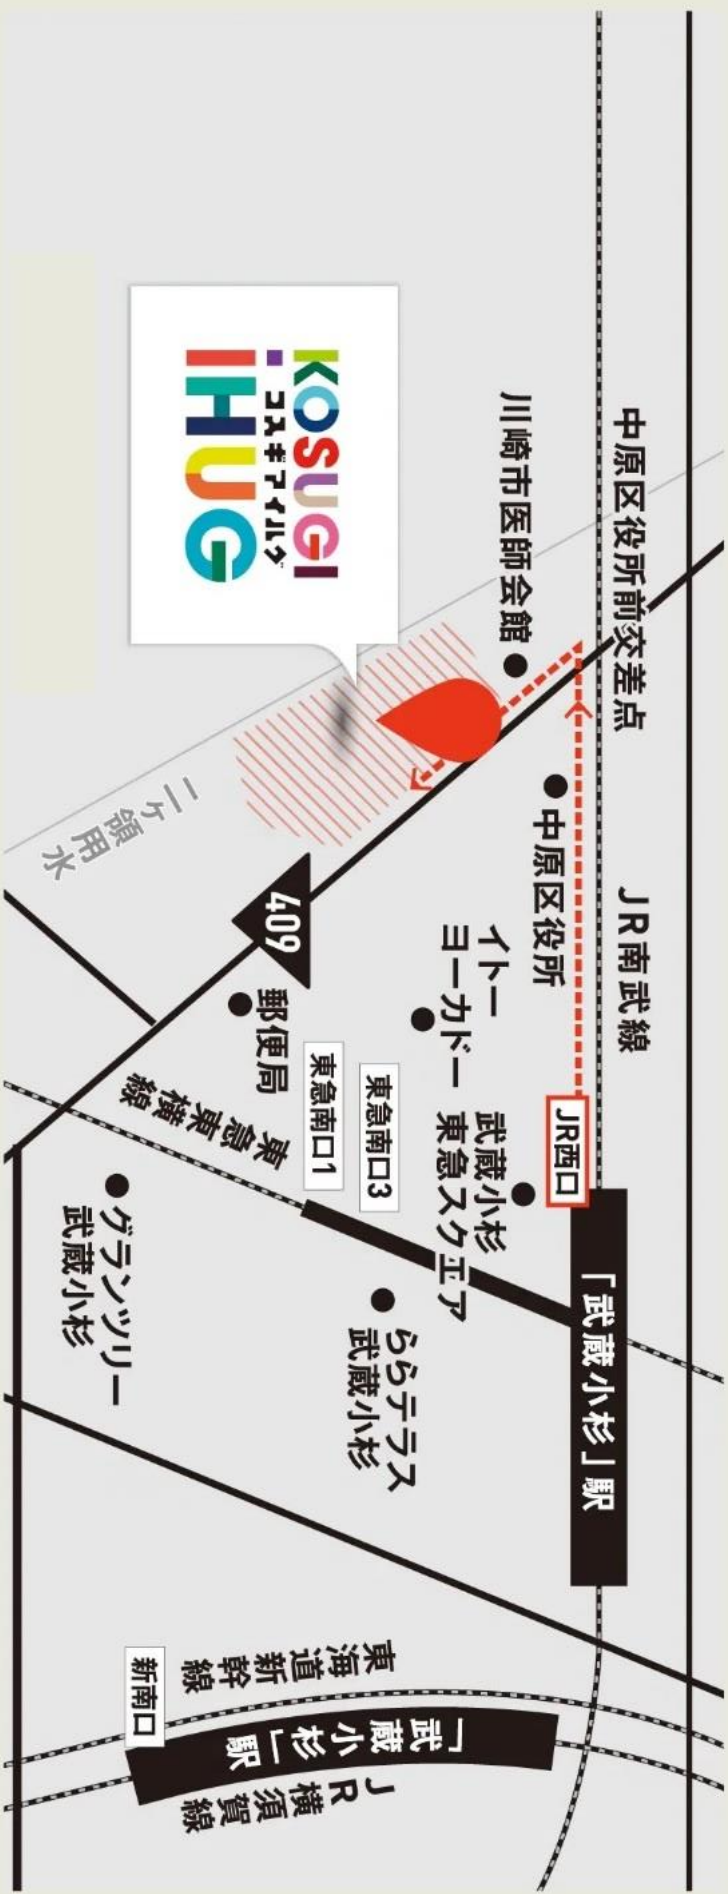 中原区役所前交差点
JR南武線
川崎市医師会館
中原区役所
JR西口
「武蔵小杉」駅
KOSUGI
コスギアイハグ
IHUG
イトー
ヨーカドー
武蔵小杉
東急スクエア
東急南口3
東急南口1
ららテラス
武蔵小杉
409
郵便局
二ヶ領用水
東急東横線
グランツリー
武蔵小杉
東海道新幹線
新南口
「武蔵小杉」駅
JR横須賀線